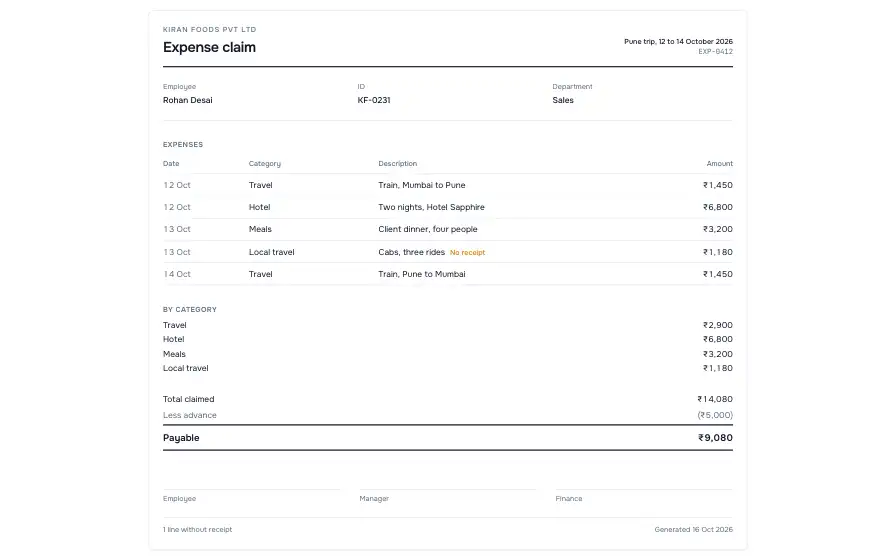 KIRAN FOODS PVT LTD
Expense claim
Pune trip, 12 to 14 October 2026
EXP-0412
Employee ID Department
Rohan Desai KF-0231 Sales
EXPENSES
Date Category Description Amount
12 Oct Travel Train, Mumbai to Pune ₹1,450
12 Oct Hotel Two nights, Hotel Sapphire ₹6,800
13 Oct Meals Client dinner, four people ₹3,200
13 Oct Local travel Cabs, three rides No receipt ₹1,180
14 Oct Travel Train, Pune to Mumbai ₹1,450
BY CATEGORY
Travel ₹2,900
Hotel ₹6,800
Meals ₹3,200
Local travel ₹1,180
Total claimed ₹14,080
Less advance (₹5,000)
Payable ₹9,080
Employee Manager Finance
1 line without receipt Generated 16 Oct 2026